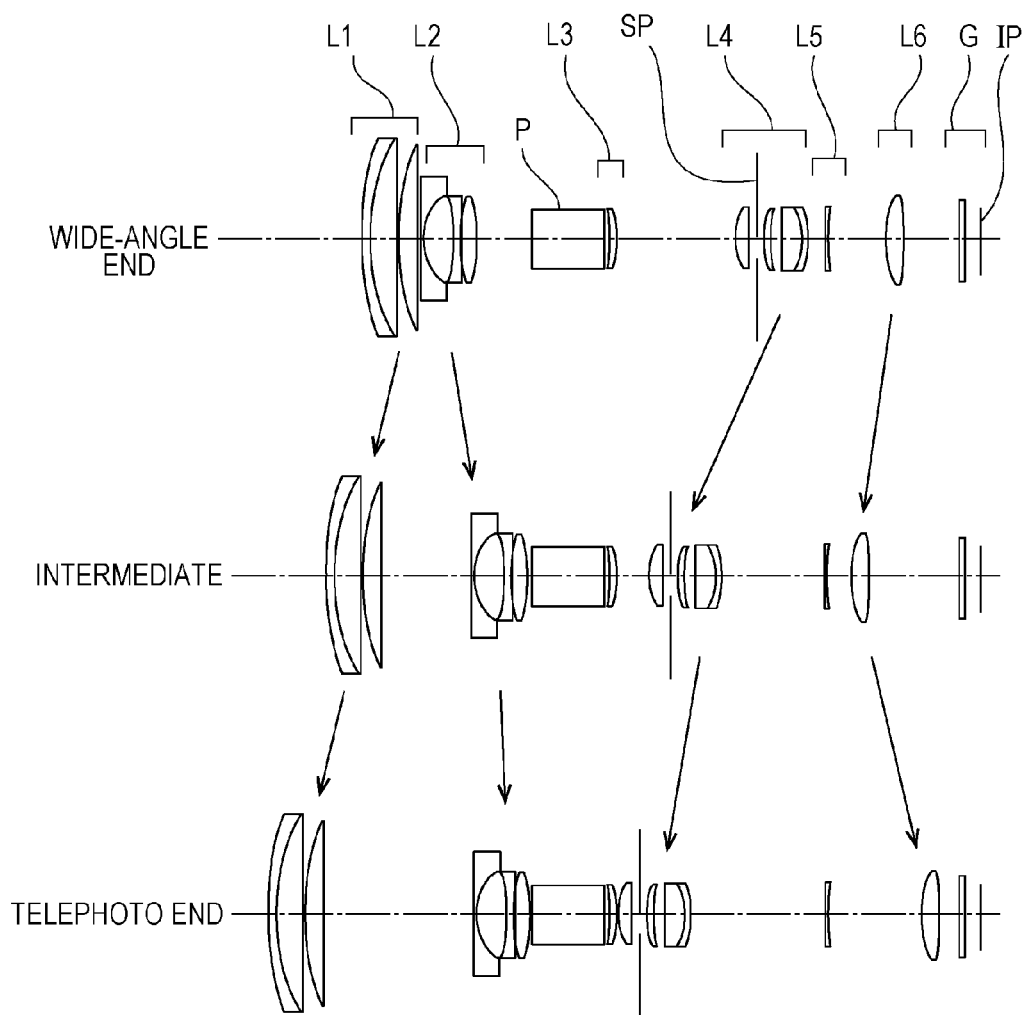 L1 L2 P L3 SP L4 L5 L6 G IP
WIDE-ANGLE
END
INTERMEDIATE
TELEPHOTO END